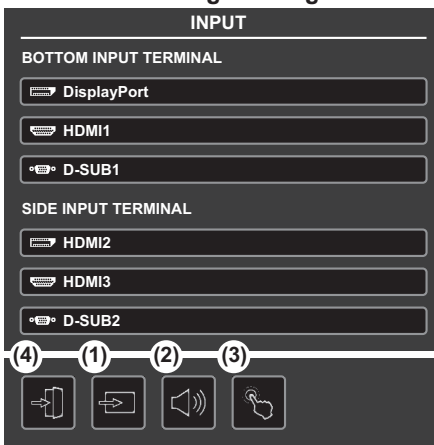 INPUT
BOTTOM INPUT TERMINAL
DisplayPort
HDMI1
D-SUB1
SIDE INPUT TERMINAL
HDMI2
HDMI3
D-SUB2
(4) (1) (2) (3)